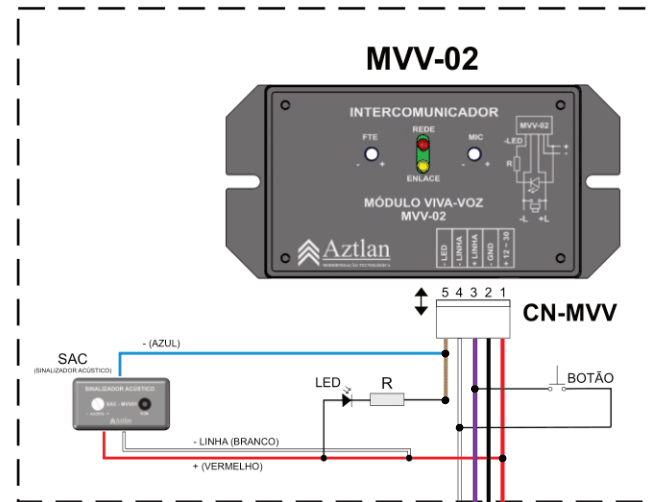 MVV-02
INTERCOMUNICADOR
FTE
REDE
MIC
- +
- +
ENLACE
MVV-02
-LED
+
-
R
-L +L
MÓDULO VIVA-VOZ
MVV-02
Aztlan
- LED
- LINHA
+ LINHA
- GND
+ 12 ~ 30
5 4 3 2 1
CN-MVV
- (AZUL)
SAC
(SINALIZADOR ACÚSTICO)
SINALIZADOR ACÚSTICO
SAC - MVV01
Aztlan
LED
R
BOTÃO
- LINHA (BRANCO)
+ (VERMELHO)